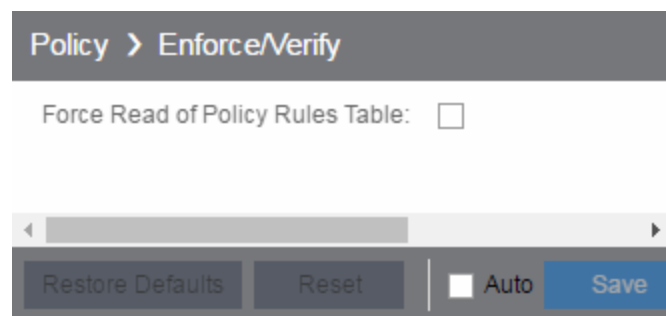 Policy > Enforce/Verify
Force Read of Policy Rules Table:
Restore Defaults Reset Auto Save